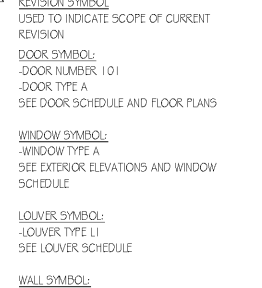 REVISION SYMBOL
USED TO INDICATE SCOPE OF CURRENT
REVISION
DOOR SYMBOL:
-DOOR NUMBER 101
-DOOR TYPE A
SEE DOOR SCHEDULE AND FLOOR PLANS
WINDOW SYMBOL:
-WINDOW TYPE A
SEE EXTERIOR ELEVATIONS AND WINDOW
SCHEDULE
LOUVER SYMBOL:
-LOUVER TYPE L1
SEE LOUVER SCHEDULE
WALL SYMBOL: